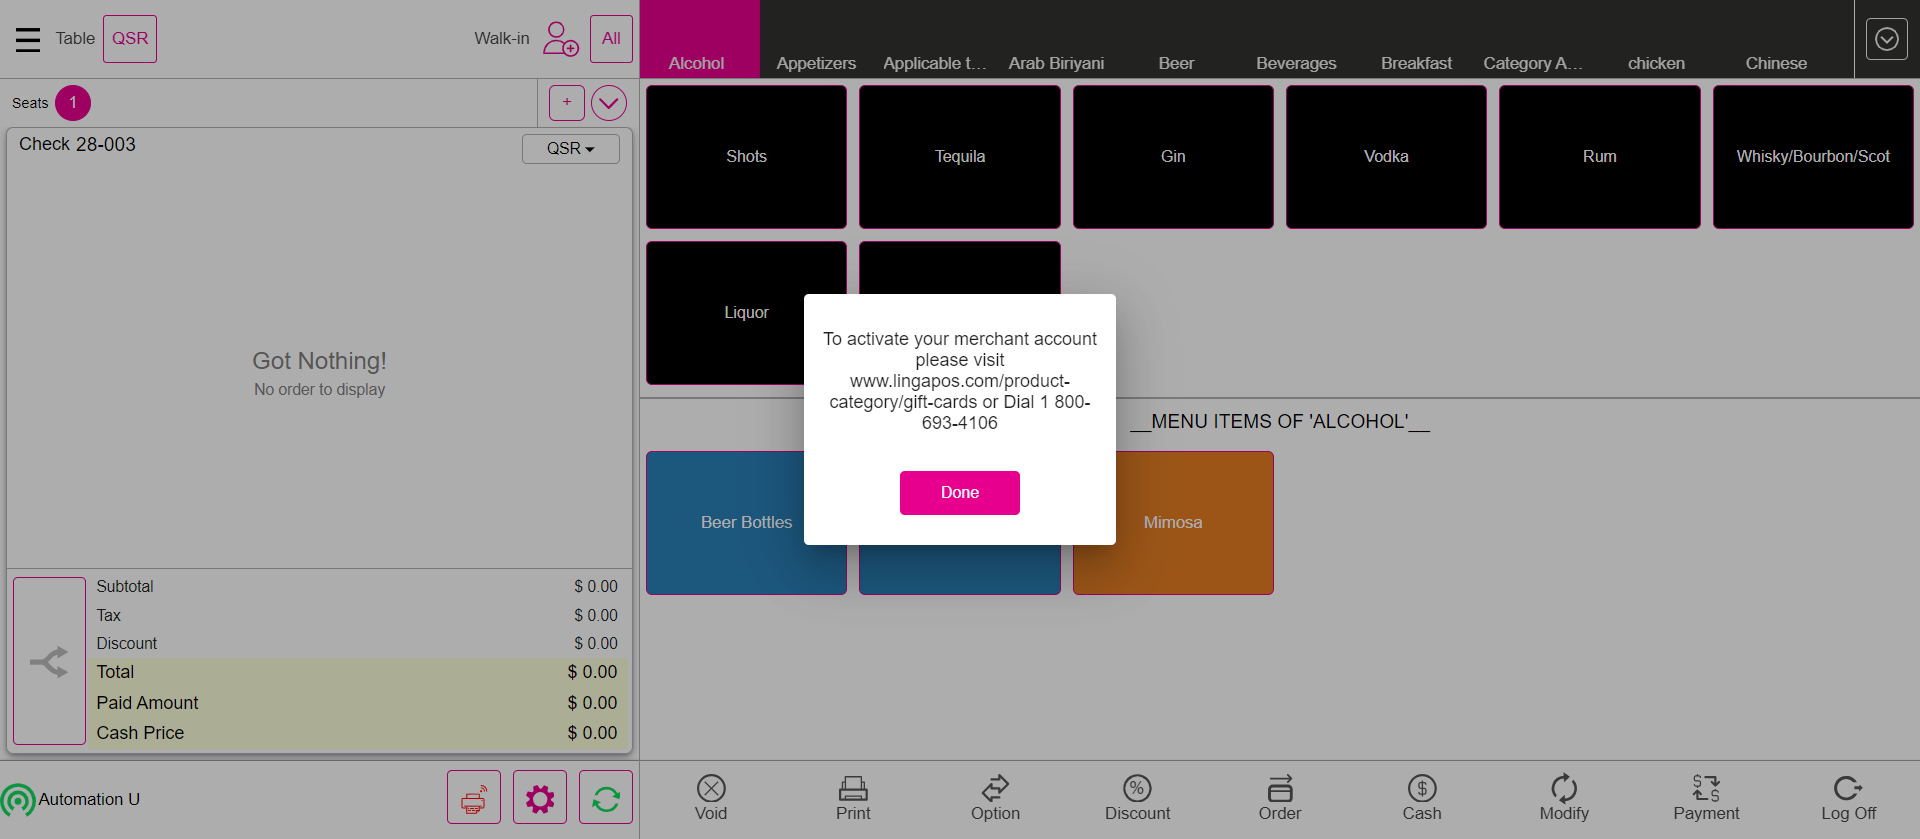 Table
QSR
Walk-in
All
Alcohol
Appetizers
Applicable t...
Arab Biriyani
Beer
Beverages
Breakfast
Category A...
chicken
Chinese
Seats
1
+
Check 28-003
QSR
Got Nothing!
No order to display
Shots
Tequila
Gin
Vodka
Rum
Whisky/Bourbon/Scot
Liquor
To activate your merchant account
please visit
www.lingapos.com/product-
category/gift-cards or Dial 1 800-
693-4106
Done
__MENU ITEMS OF 'ALCOHOL'__
Beer Bottles
Mimosa
Subtotal $ 0.00
Tax $ 0.00
Discount $ 0.00
Total $ 0.00
Paid Amount $ 0.00
Cash Price $ 0.00
Automation U
Void
Print
Option
Discount
Order
Cash
Modify
Payment
Log Off